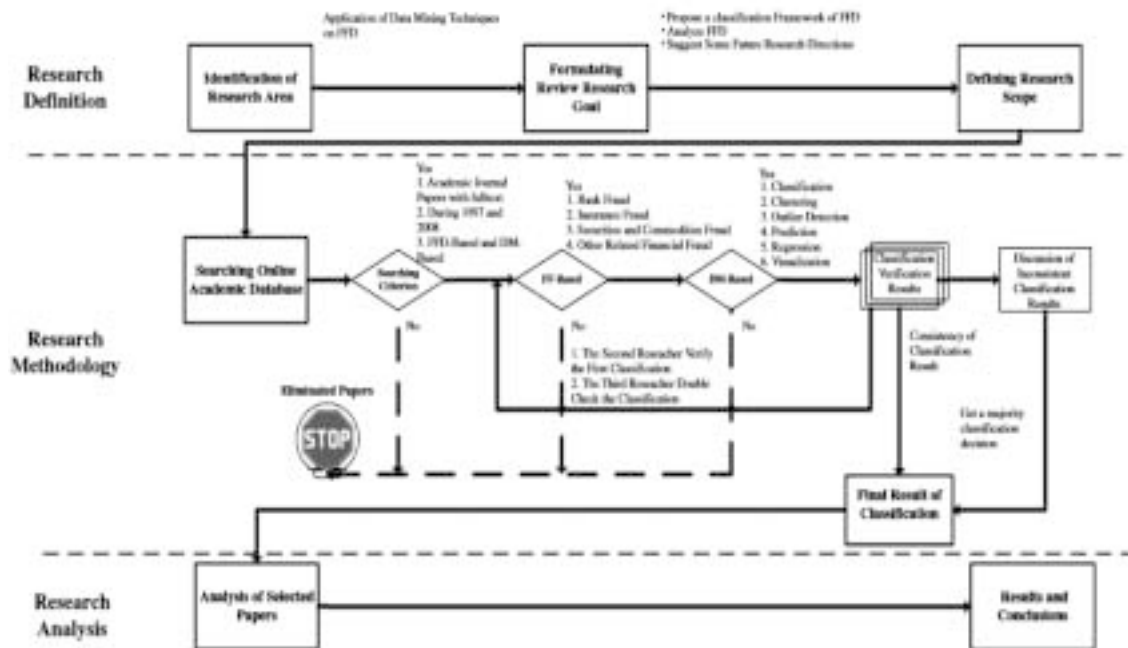 Application of Data Mining Techniques
on FFD
• Propose a classification Framework of FFD
• Analyze FFD
• Suggest Some Future Research Directions
Research
Definition
Identification of
Research Area
Formulating
Review Research
Goal
Defining Research
Scope
Yes
1. Academic Journal
Papers with fulltext
2. During 1997 and
2008
3. FFD-Based and DM-
Based
Yes
1. Bank Fraud
2. Insurance Fraud
3. Securities and Commodities Fraud
4. Other Related Financial Fraud
Yes
1. Classification
2. Clustering
3. Outlier Detection
4. Prediction
5. Regression
6. Visualization
Research
Methodology
Searching Online
Academic Database
Searching
Criterion
FF-Based
DM-Based
Classification
Verification
Results
Discussion of
Inconsistent
Classification
Results
No
No
No
1. The Second Reseacher Verify
the First Classification
2. The Third Reseacher Double
Check the Classification
Consistency of
Classification
Result
Eliminated Papers
STOP
Get a majority
classification
decision
Final Result of
Classification
Research
Analysis
Analysis of Selected
Papers
Results and
Conclusions